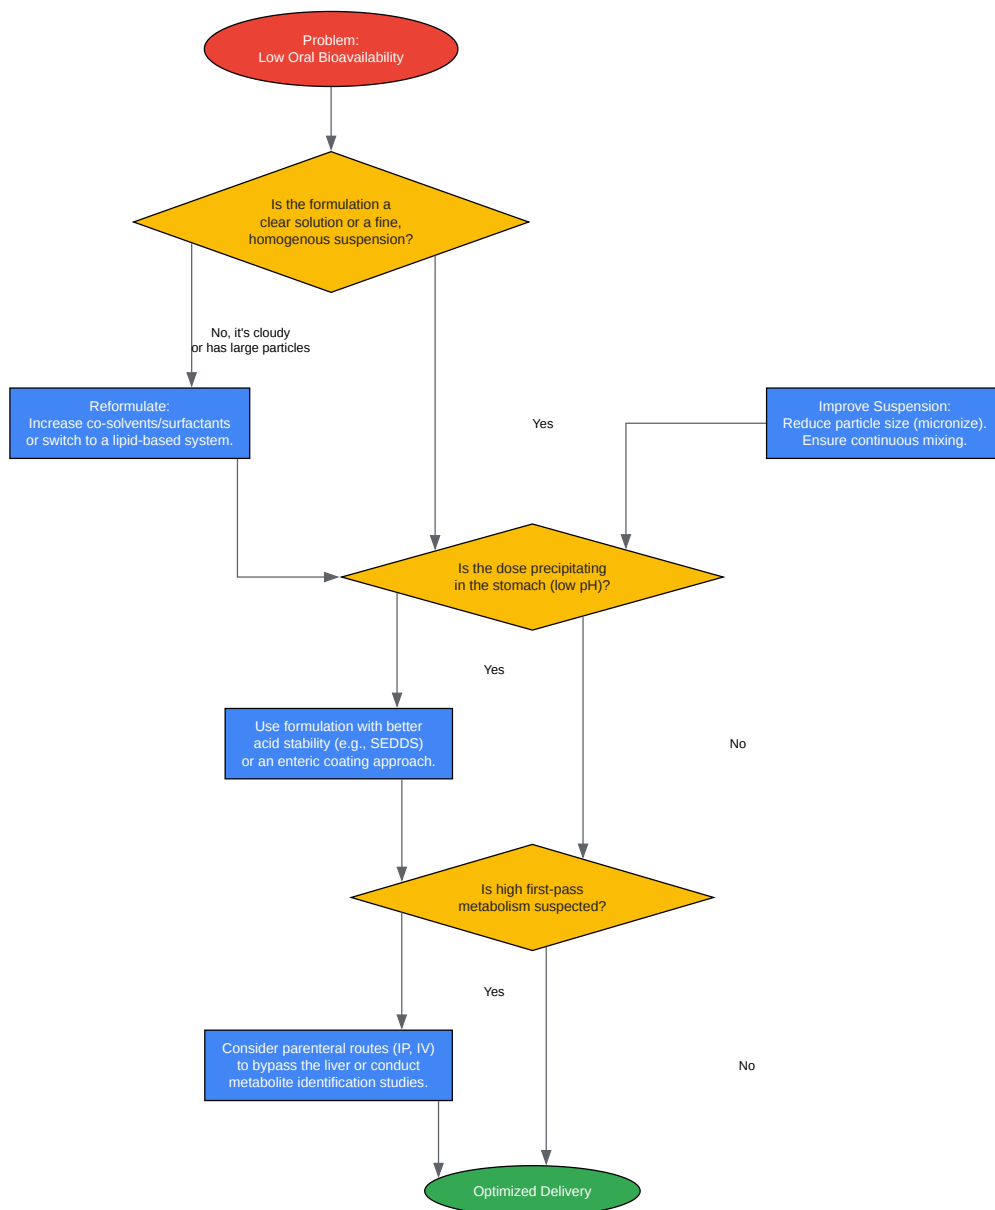 Problem:
Low Oral Bioavailability
Is the formulation a
clear solution or a fine,
homogenous suspension?
No, it's cloudy
or has large particles
Reformulate:
Increase co-solvents/surfactants
or switch to a lipid-based system.
Yes
Improve Suspension:
Reduce particle size (micronize).
Ensure continuous mixing.
Is the dose precipitating
in the stomach (low pH)?
Yes
Use formulation with better
acid stability (e.g., SEDDS)
or an enteric coating approach.
No
Is high first-pass
metabolism suspected?
Yes
Consider parenteral routes (IP, IV)
to bypass the liver or conduct
metabolite identification studies.
No
Optimized Delivery